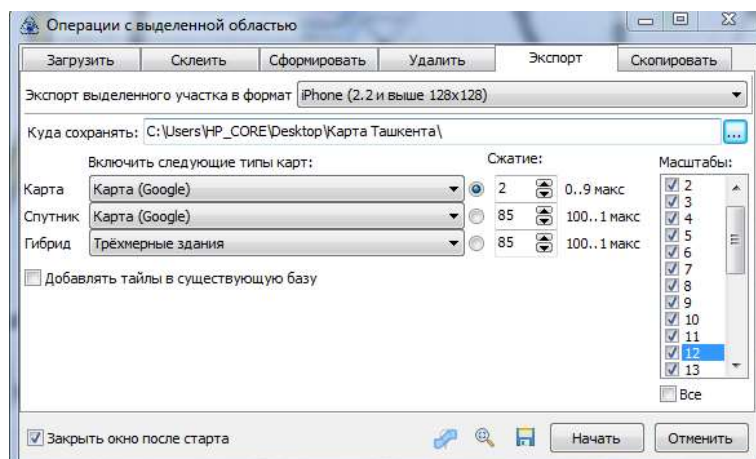 Операции с выделенной областью
Загрузить Склеить Сформировать Удалить Экспорт Скопировать
Экспорт выделенного участка в формат iPhone (2.2 и выше 128x128)
Куда сохранять: C:\Users\HP_CORE\Desktop\Карта Ташкента\ ...
Включить следующие типы карт: Сжатие: Масштабы:
Карта Карта (Google) 2 0..9 макс
Спутник Карта (Google) 85 100..1 макс
Гибрид Трёхмерные здания 85 100..1 макс
2
3
4
5
6
7
8
9
10
11
12
13
Добавлять тайлы в существующую базу
Все
Закрыть окно после старта Начать Отменить